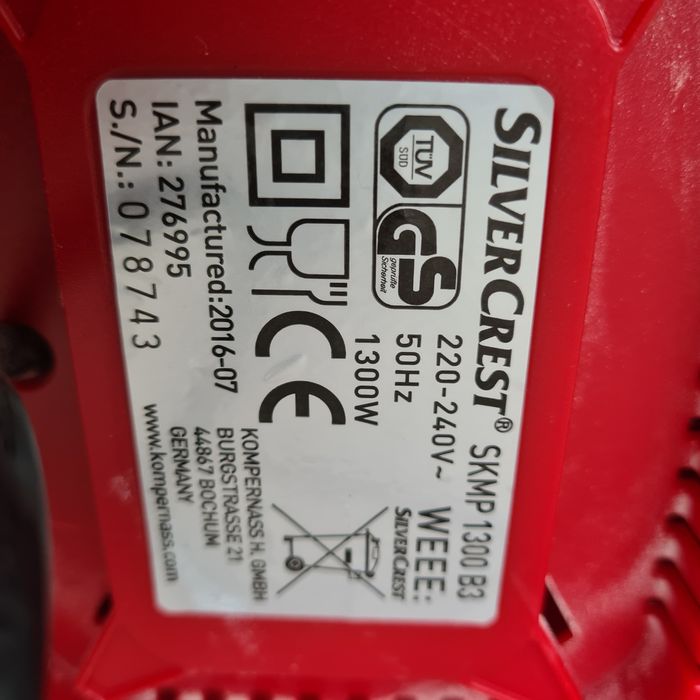 SILVERCREST® SKMP 1300 B3
TÜV
SÜD
GS
geprüfte
Sicherheit
220-240V~
50Hz
1300W
WEEE:
SILVERCREST
CE
Manufactured:2016-07
IAN: 276995
S./N.: 078743
KOMPERNASS H. GMBH
BURGSTRASSE 21
44867 BOCHUM
GERMANY
www.kompernass.com